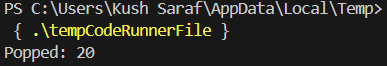 PS C:\Users\Kush Saraf\AppData\Local\Temp>
{ .\tempCodeRunnerFile }
Popped: 20